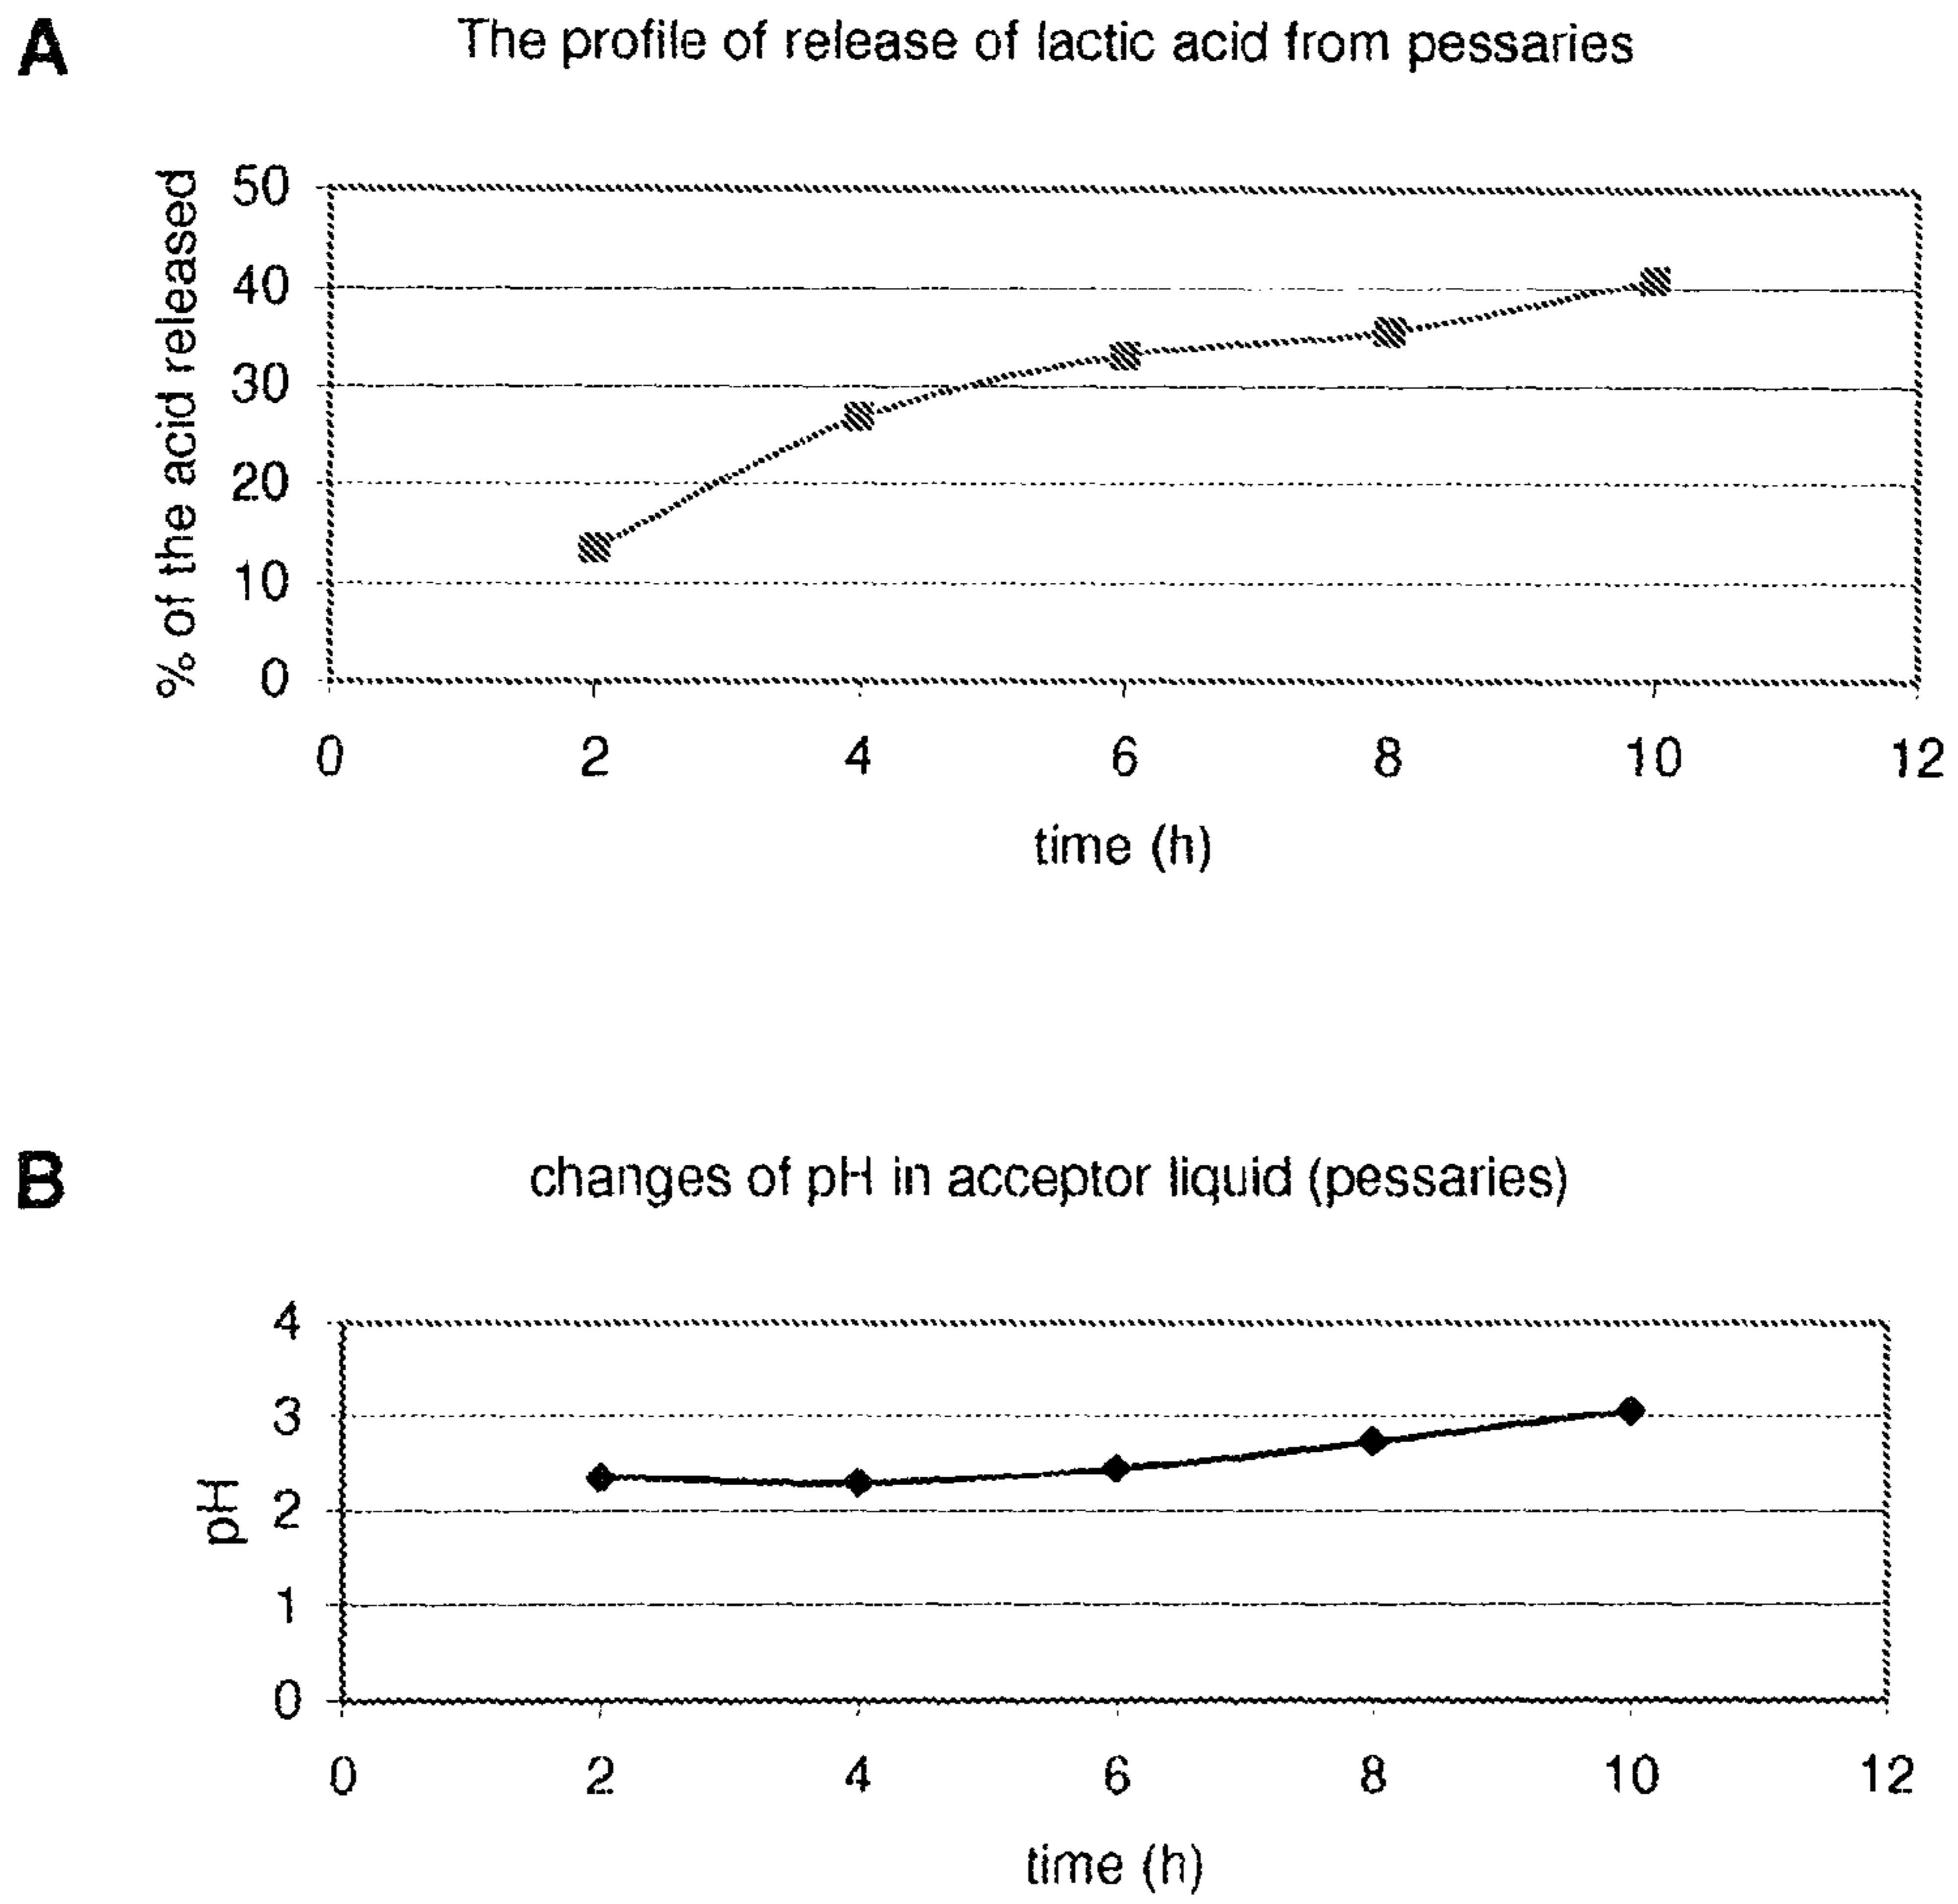 A
The profile of release of lactic acid from pessaries
% of the acid released
50
40
30
20
10
0
0 2 4 6 8 10 12
time (h)
B
changes of pH in acceptor liquid (pessaries)
pH
4
3
2
1
0
0 2 4 6 8 10 12
time (h)